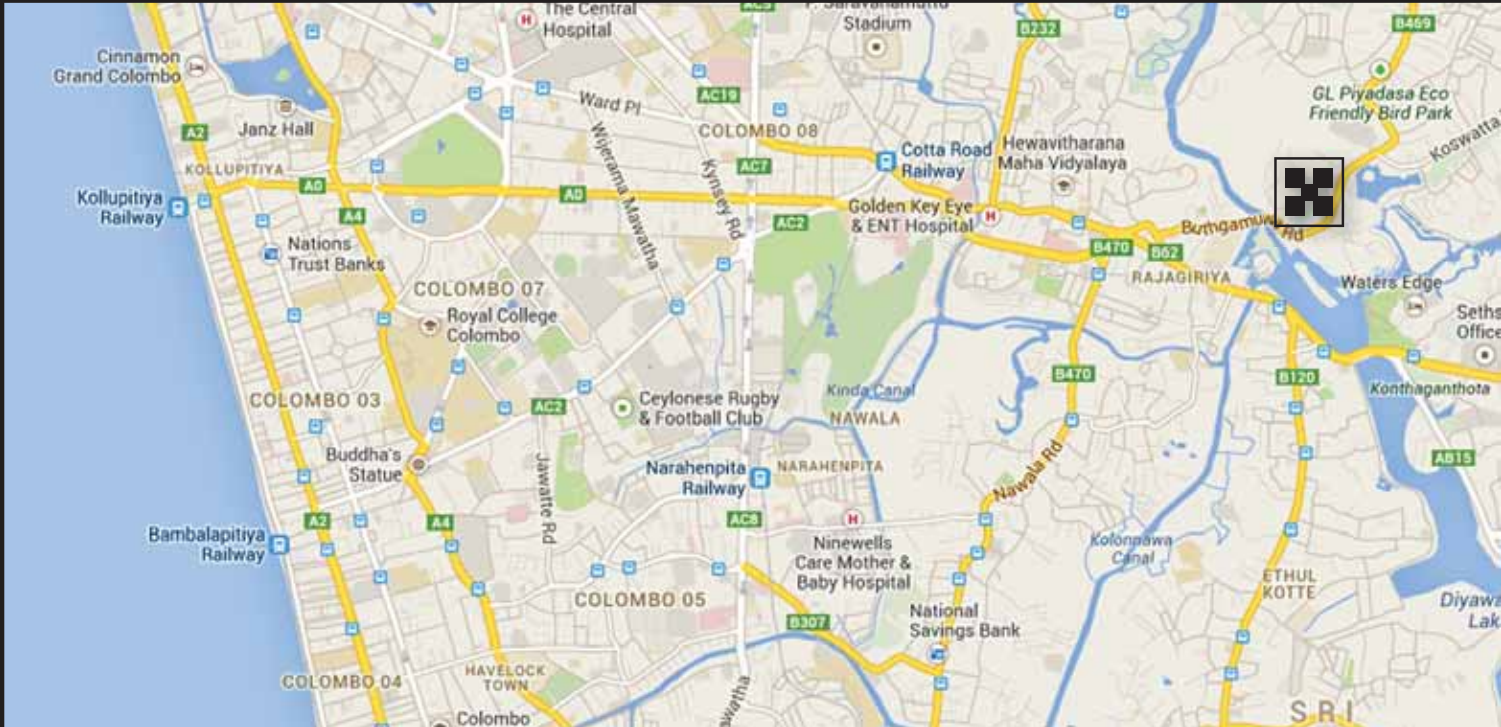 The Central
Hospital
Stadium
B232
B469
Cinnamon
Grand Colombo
GL Piyadasa Eco
Friendly Bird Park
AC19
Ward Pl
Janz Hall
A2
COLOMBO 08
Koswatta
Cotta Road
Railway
Hewavitharana
Maha Vidyalaya
KOLLUPITIYA
AC7
Wijerama Mawatha
Kynsey Rd
A0
A0
Kollupitiya
Railway
A4
AC2
Golden Key Eye
& ENT Hospital
Buthgamuwa Rd
Nations
Trust Banks
B470
B62
RAJAGIRIYA
Waters Edge
COLOMBO 07
Royal College
Colombo
Seths
Office
B470
B120
Kinda Canal
Konthaganthota
COLOMBO 03
AC2
Ceylonese Rugby
& Football Club
NAWALA
Buddha's
Statue
Jawatte Rd
Narahenpita
Railway
NARAHENPITA
Nawala Rd
AB15
A2
A4
AC8
Bambalapitiya
Railway
Ninewells
Care Mother &
Baby Hospital
Kolonnawa
Canal
ETHUL
KOTTE
COLOMBO 05
B307
National
Savings Bank
Diyawa
Lak
HAVELOCK
TOWN
COLOMBO 04
Colombo
awatha
SRI